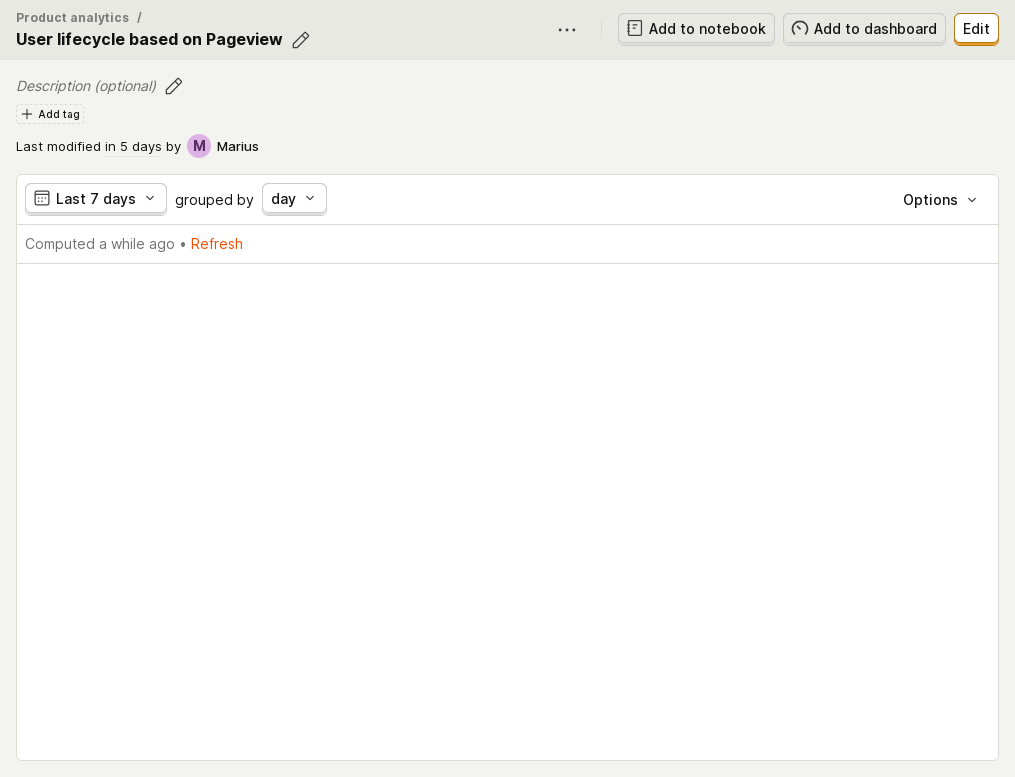 Product analytics /
User lifecycle based on Pageview
Add to notebook
Add to dashboard
Edit
Description (optional)
Add tag
Last modified in 5 days by M Marius
Last 7 days grouped by day
Options
Computed a while ago • Refresh